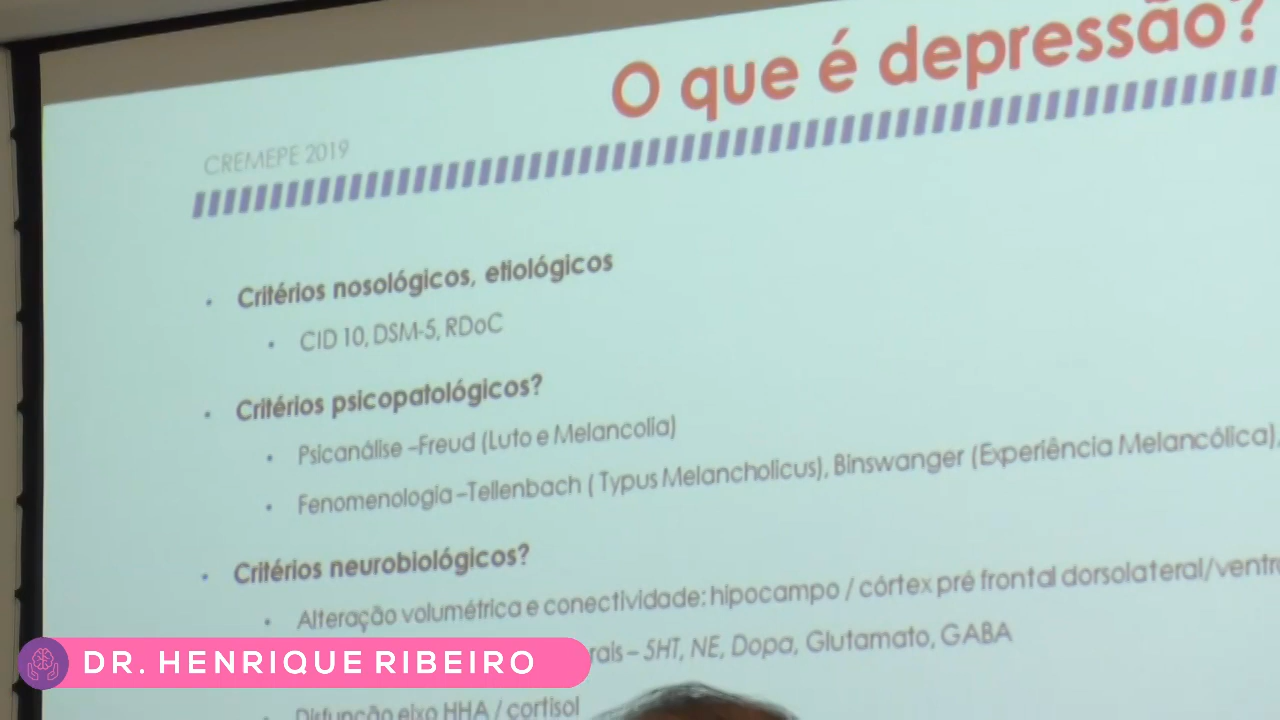 O que é depressão?
CREMEPE 2019
• Critérios nosológicos, etiológicos
• CID 10, DSM-5, RDoC
• Critérios psicopatológicos?
• Psicanálise –Freud (Luto e Melancolia)
• Fenomenologia –Tellenbach ( Typus Melancholicus), Binswanger (Experiência Melancólica),
• Critérios neurobiológicos?
• Alteração volumétrica e conectividade: hipocampo / córtex pré frontal dorsolateral/ventro
rais – 5HT, NE, Dopa, Glutamato, GABA
• Disfunção eixo HHA / cortisol
DR. HENRIQUE RIBEIRO